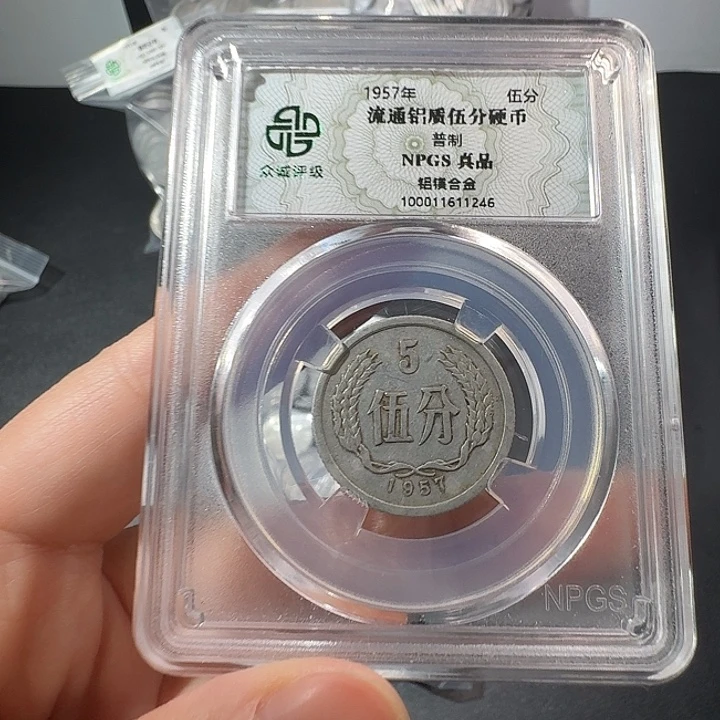 1957年 伍分
流通铝质伍分硬币
普制
NPGS 真品
铝镁合金
100011611246
众诚评级
5
伍分
1957
NPGS